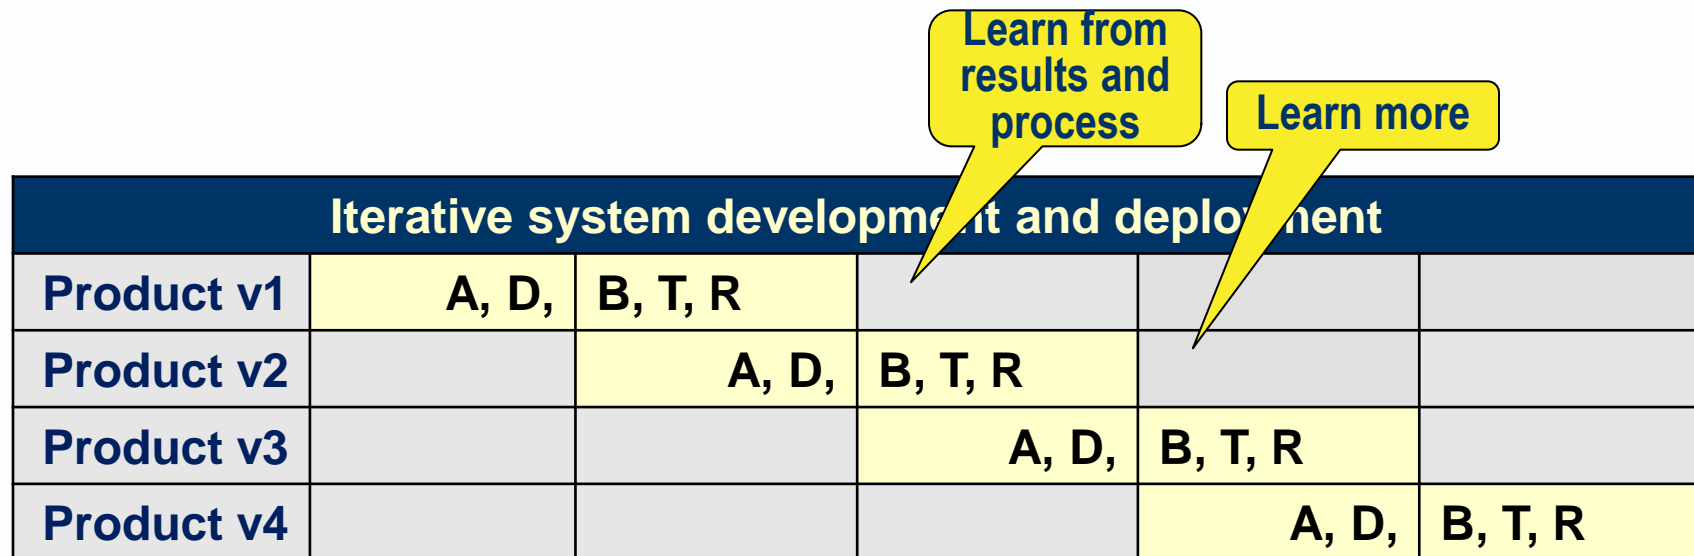 Learn from
results and
process
Learn more
Iterative system development and deployment
Product v1 A, D, B, T, R
Product v2 A, D, B, T, R
Product v3 A, D, B, T, R
Product v4 A, D, B, T, R